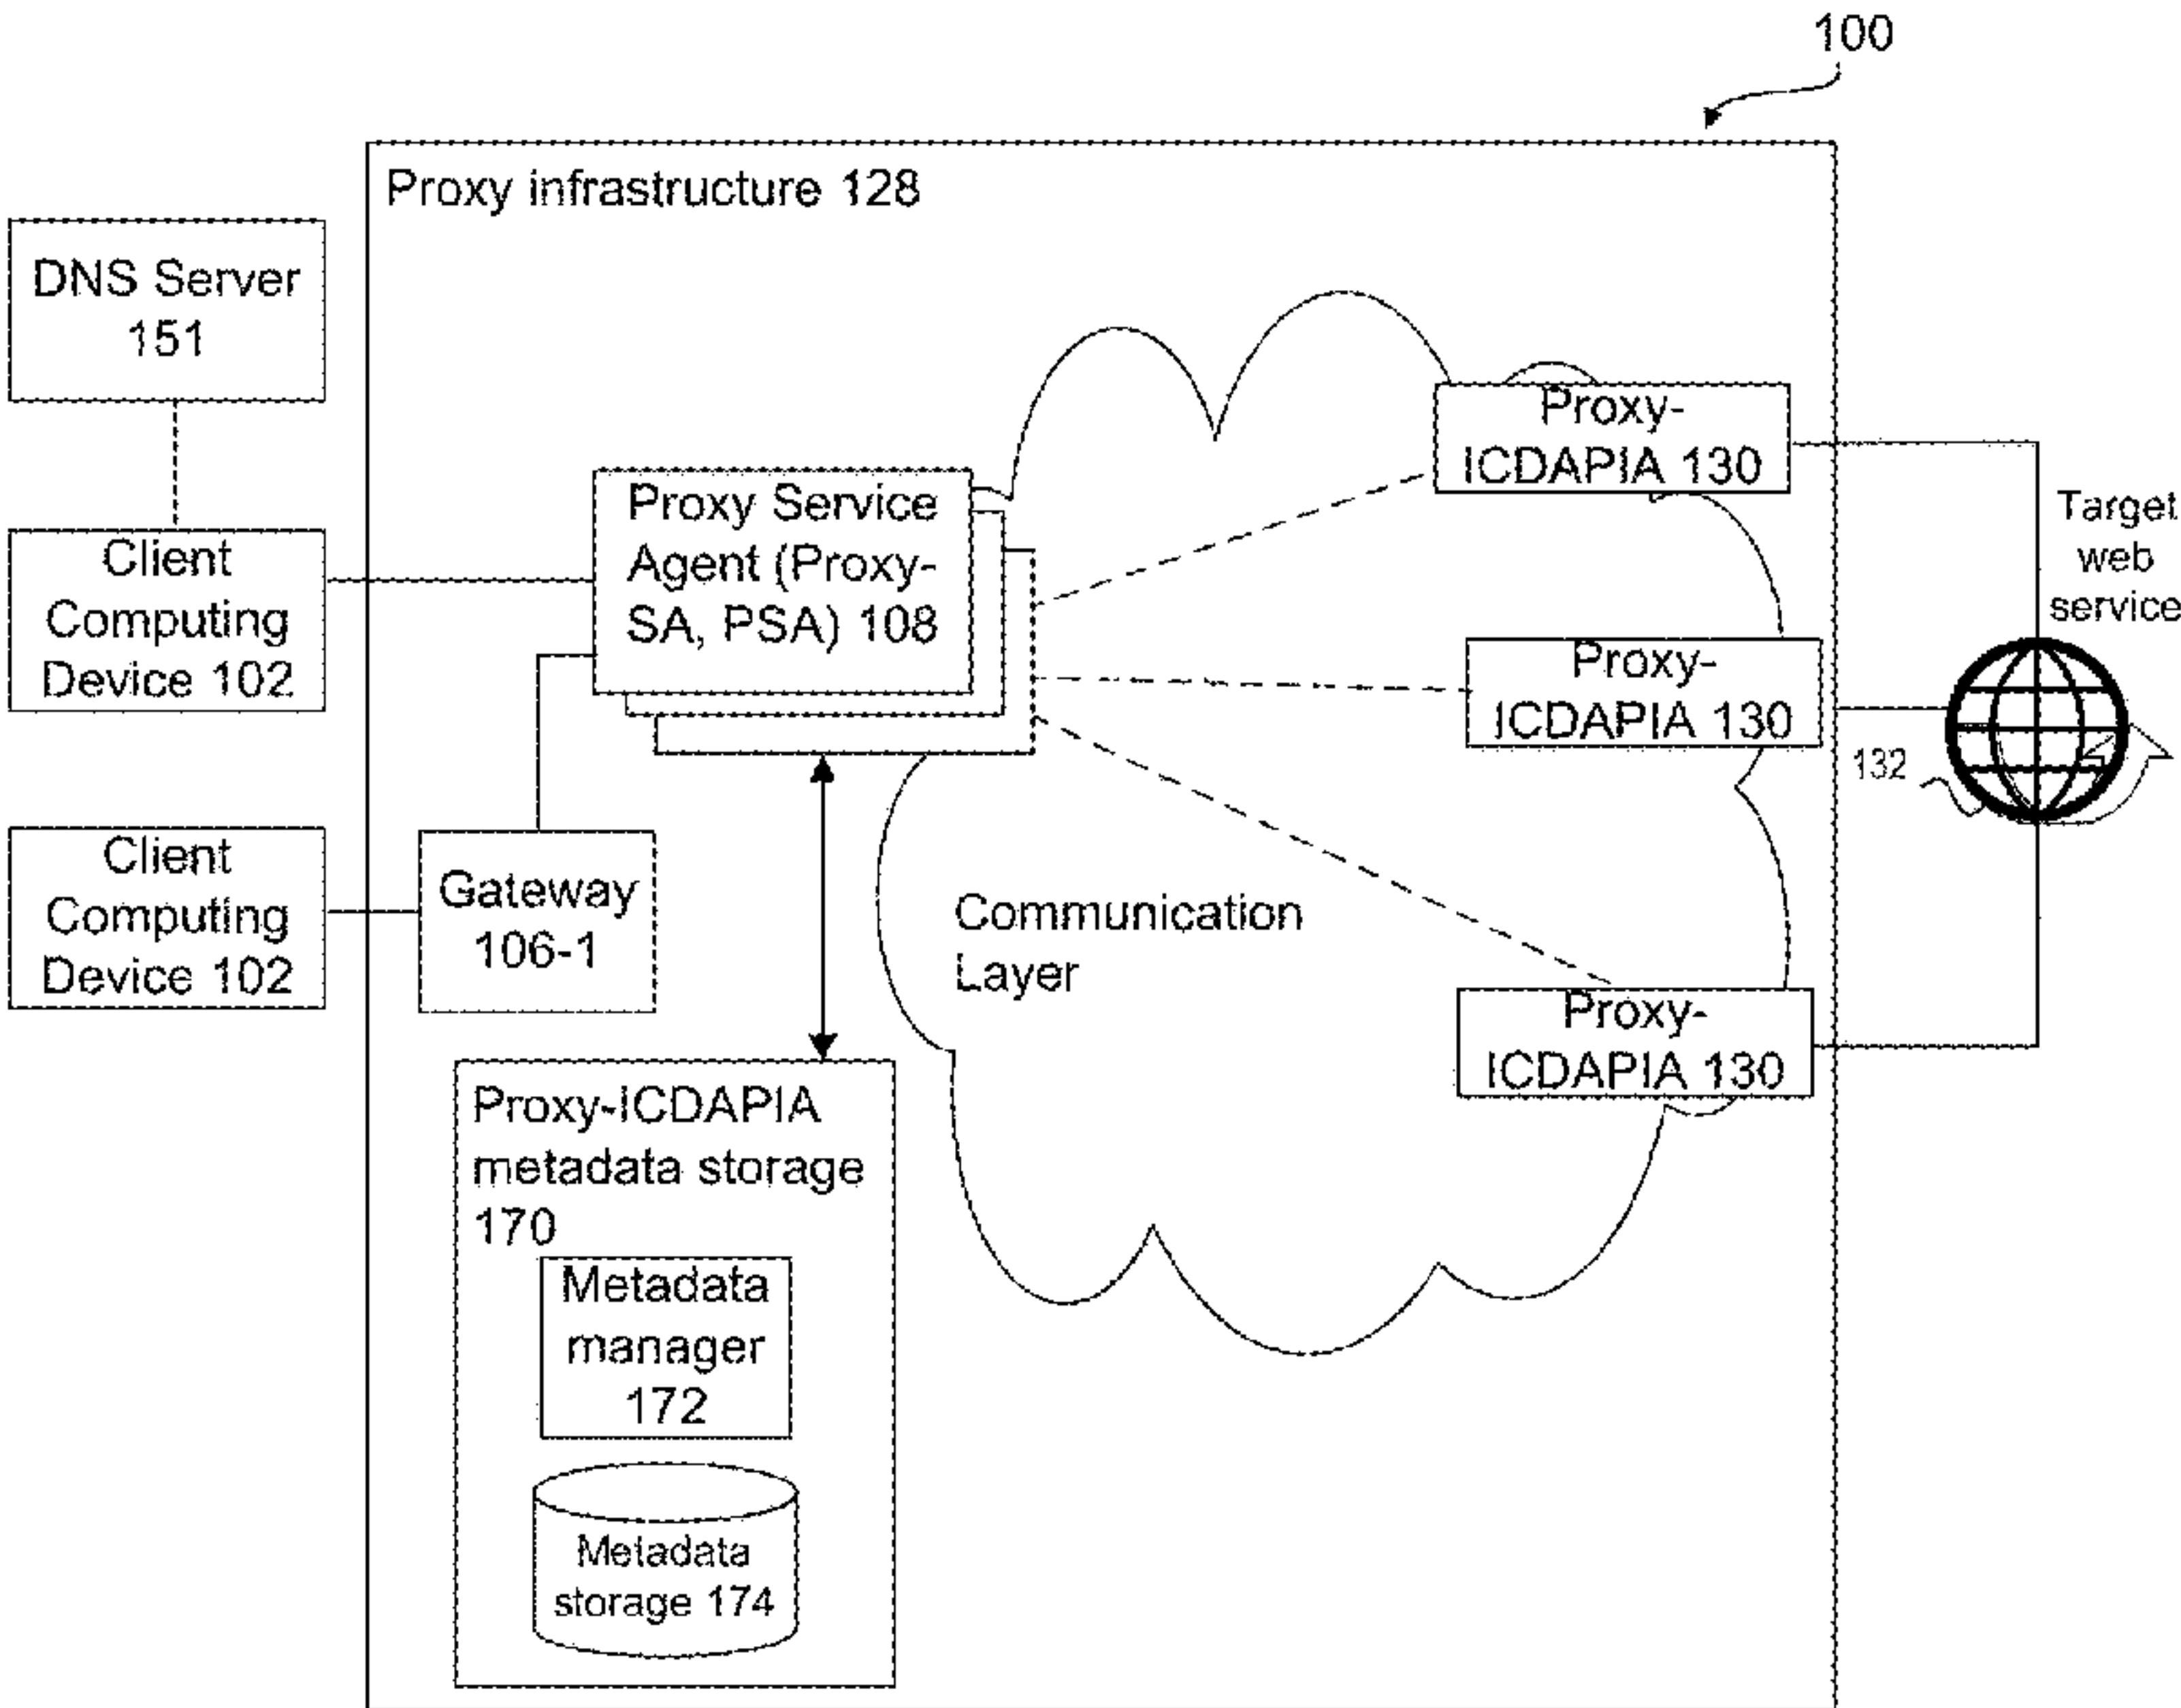 100
Proxy infrastructure 128
DNS Server
151
Client
Computing
Device 102
Proxy Service
Agent (Proxy-
SA, PSA) 108
Proxy-
ICDAPIA 130
Target
web
service
Proxy-
ICDAPIA 130
132
Client
Computing
Device 102
Gateway
106-1
Communication
Layer
Proxy-
ICDAPIA 130
Proxy-ICDAPIA
metadata storage
170
Metadata
manager
172
Metadata
storage 174